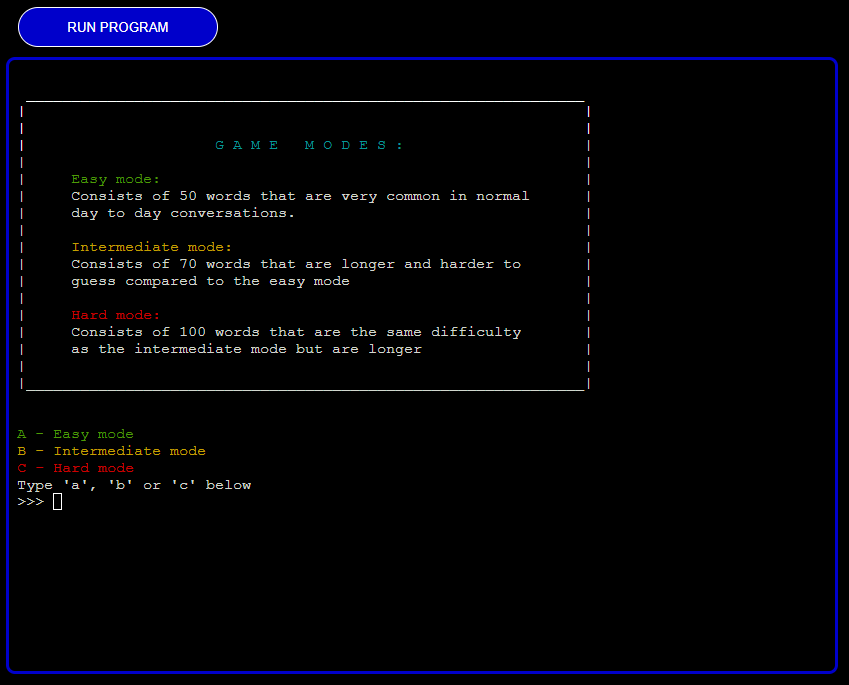 RUN PROGRAM
G A M E   M O D E S :
Easy mode:
Consists of 50 words that are very common in normal
day to day conversations.
Intermediate mode:
Consists of 70 words that are longer and harder to
guess compared to the easy mode
Hard mode:
Consists of 100 words that are the same difficulty
as the intermediate mode but are longer
A - Easy mode
B - Intermediate mode
C - Hard mode
Type 'a', 'b' or 'c' below
>>>